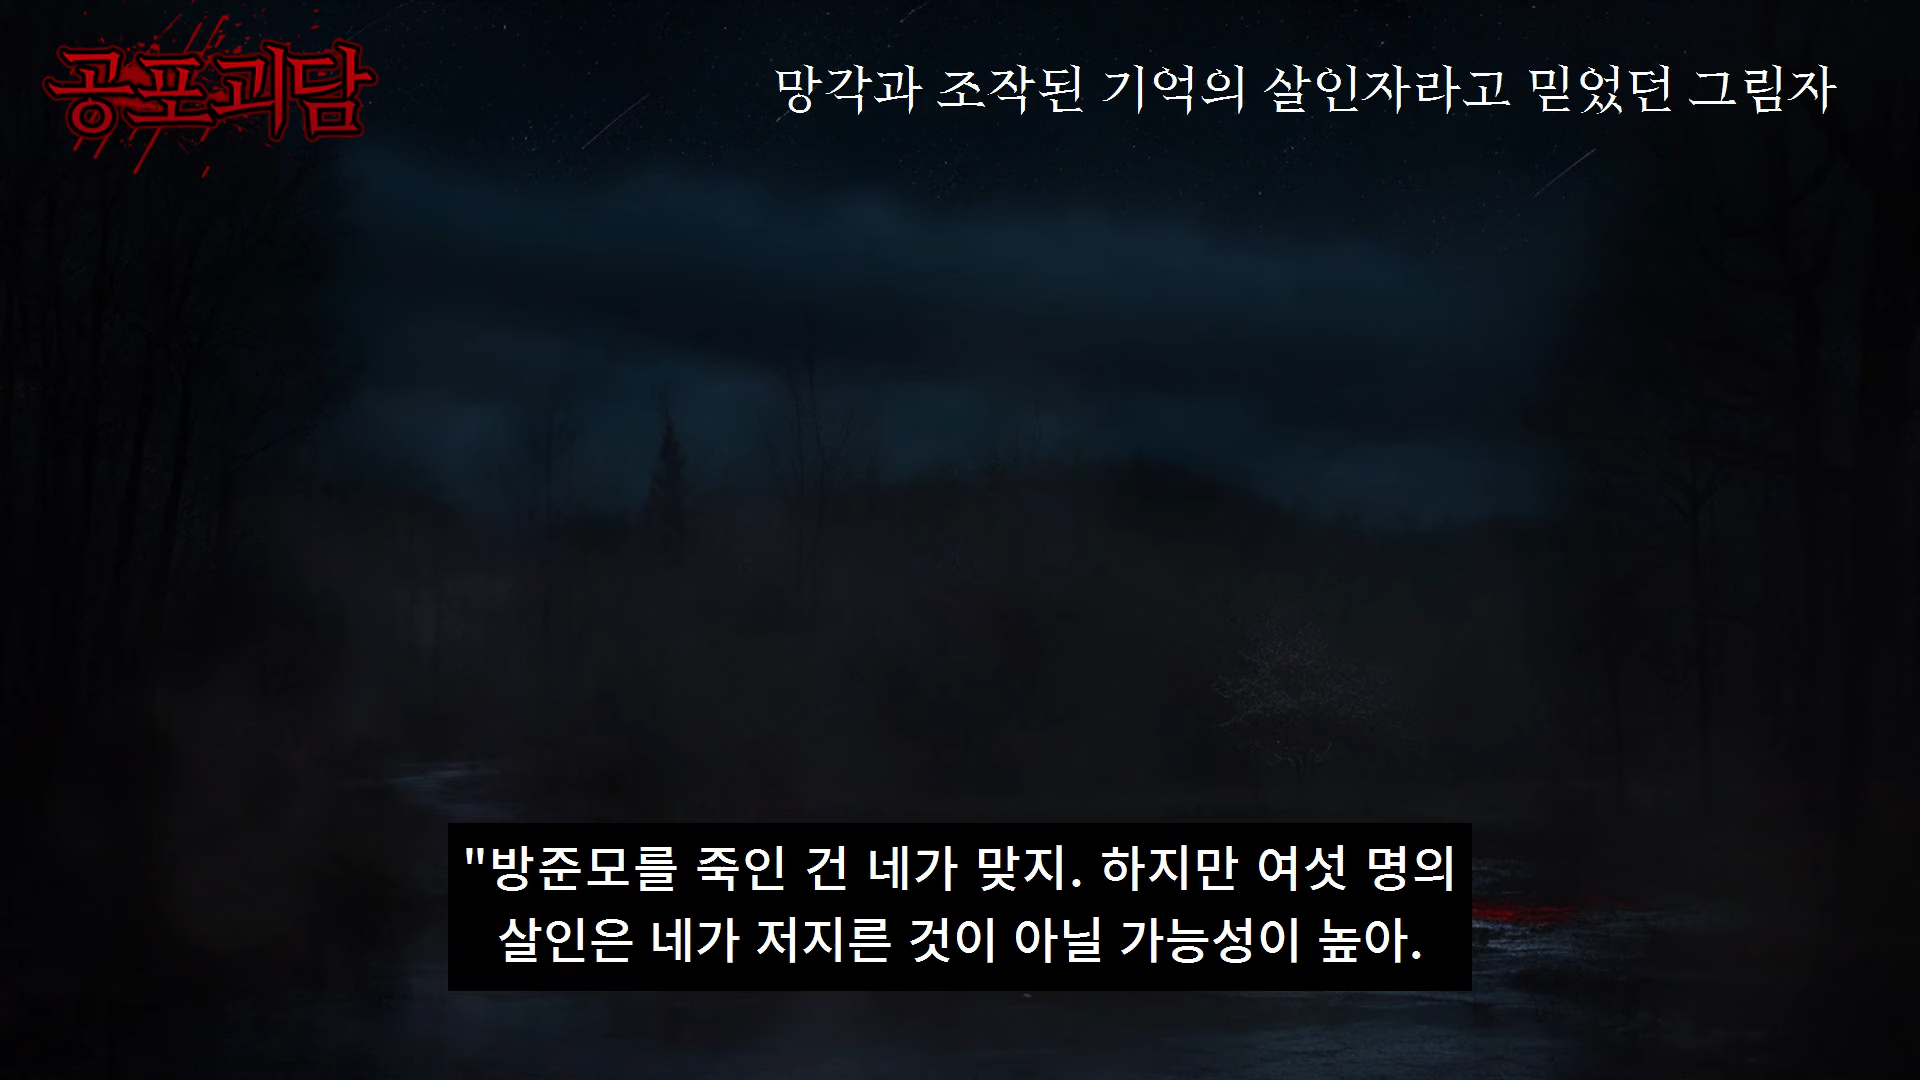 공포괴담
망각과 조작된 기억의 살인자라고 믿었던 그림자
"방준모를 죽인 건 네가 맞지. 하지만 여섯 명의
살인은 네가 저지른 것이 아닐 가능성이 높아.